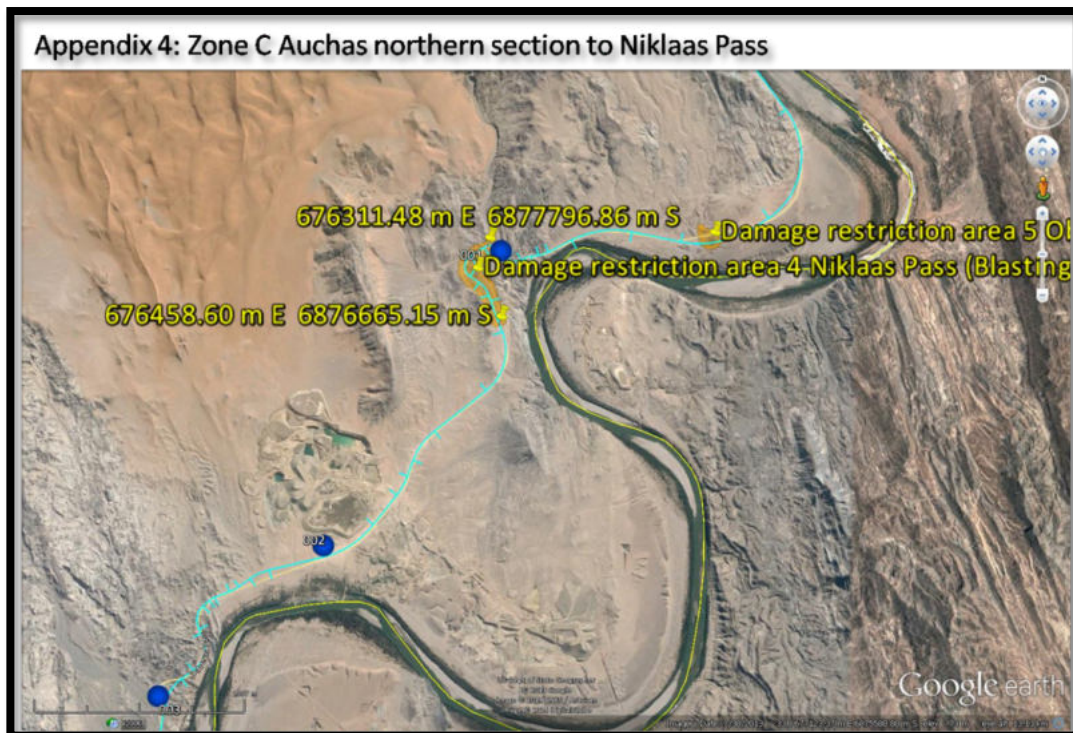 Appendix 4: Zone C Auchas northern section to Niklaas Pass
676311.48 m E 6877796.86 m S
Damage restriction area 5 Ob
001
Damage restriction area 4-Niklaas Pass (Blasting
676458.60 m E 6876665.15 m S
002
003
Google earth